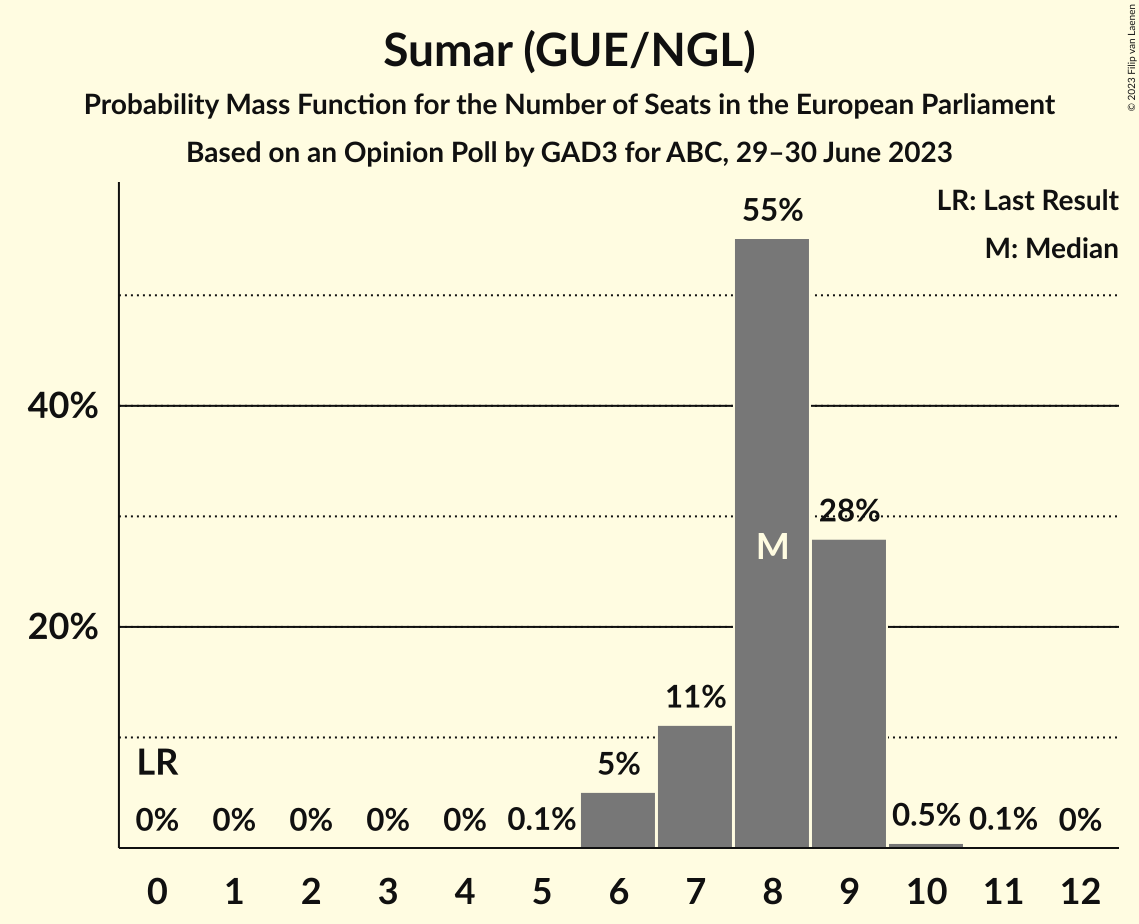 Sumar (GUE/NGL)
Probability Mass Function for the Number of Seats in the European Parliament
Based on an Opinion Poll by GAD3 for ABC, 29–30 June 2023
© 2023 Filip van Laenen
LR: Last Result
M: Median
55%
40%
28%
M
20%
11%
LR
5%
0% 0% 0% 0% 0% 0.1% 0.5% 0.1% 0%
0 1 2 3 4 5 6 7 8 9 10 11 12